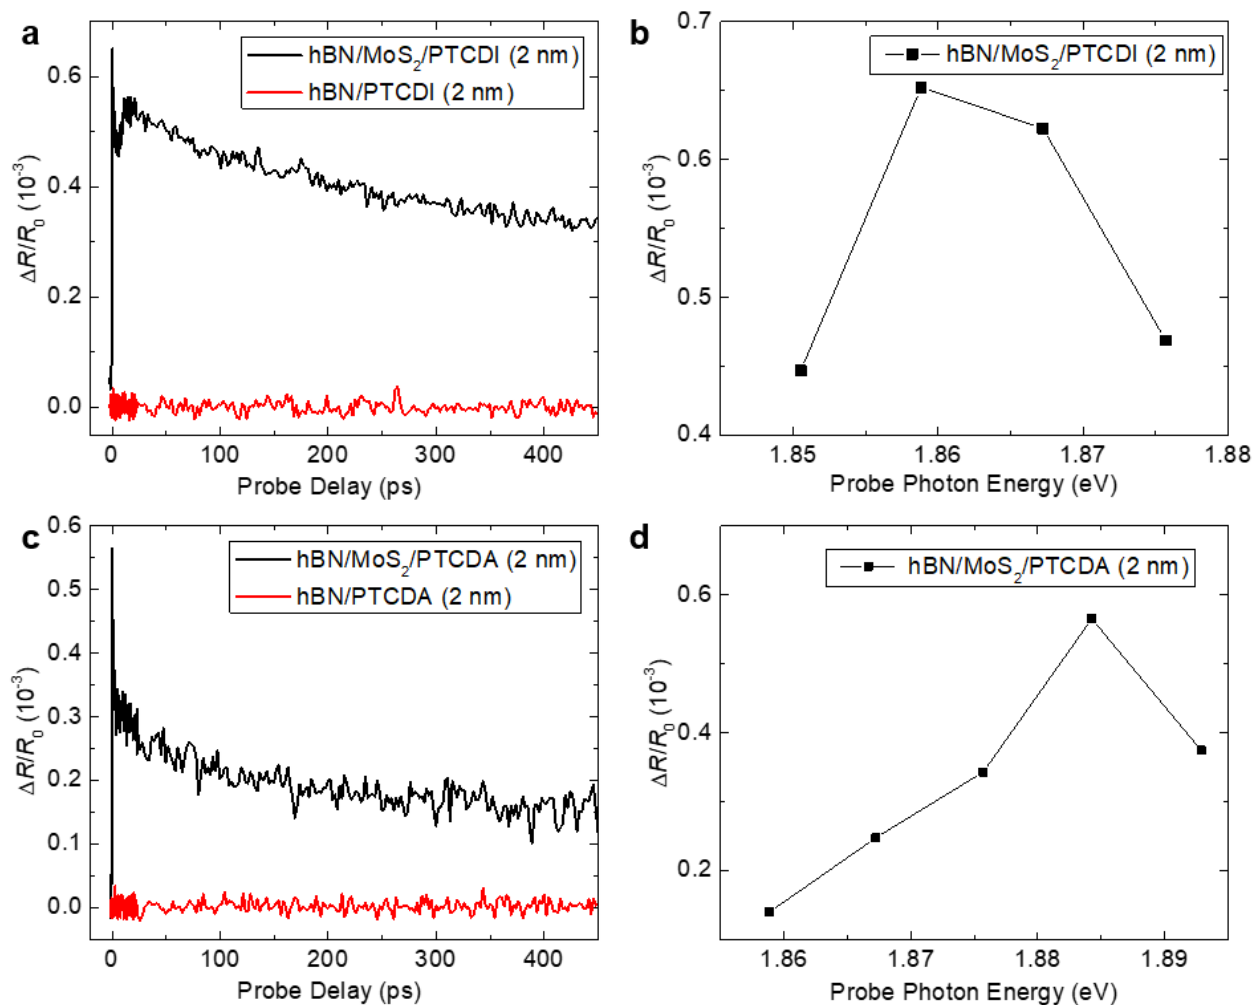 a
hBN/MoS2/PTCDI (2 nm)
hBN/PTCDI (2 nm)
0.6
0.4
0.2
0.0
ΔR/R0 (10-3)
0 100 200 300 400
Probe Delay (ps)
b
hBN/MoS2/PTCDI (2 nm)
0.7
0.6
0.5
0.4
ΔR/R0 (10-3)
1.85 1.86 1.87 1.88
Probe Photon Energy (eV)
c
hBN/MoS2/PTCDA (2 nm)
hBN/PTCDA (2 nm)
0.6
0.5
0.4
0.3
0.2
0.1
0.0
ΔR/R0 (10-3)
0 100 200 300 400
Probe Delay (ps)
d
hBN/MoS2/PTCDA (2 nm)
0.6
0.4
0.2
ΔR/R0 (10-3)
1.86 1.87 1.88 1.89
Probe Photon Energy (eV)